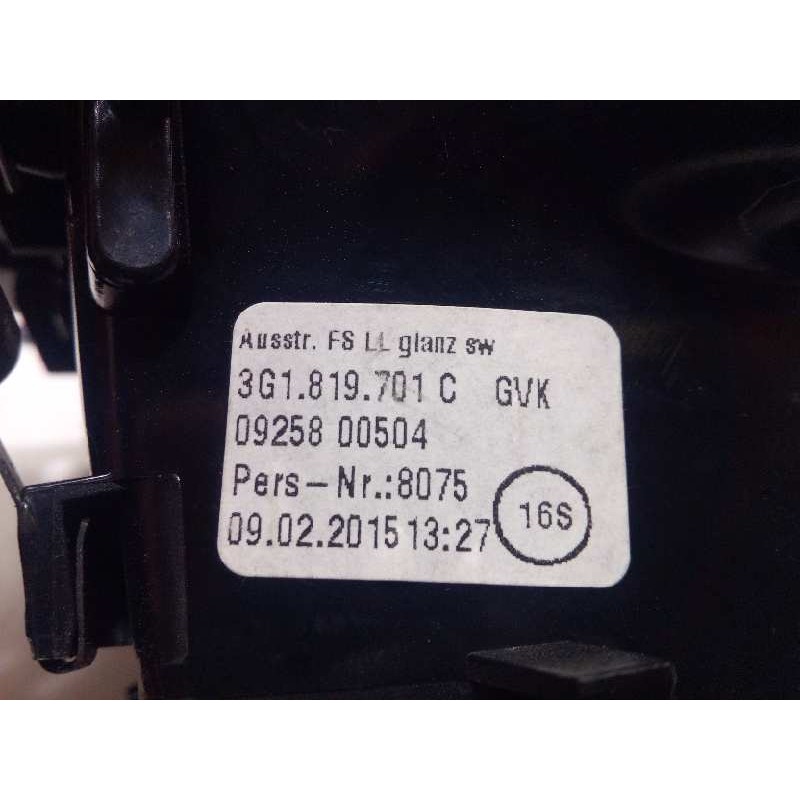 Ausstr. FS LL glanz sw
3G1.819.701 C GVK
09258 00504
Pers-Nr.:8075
16S
09.02.2015 13:27